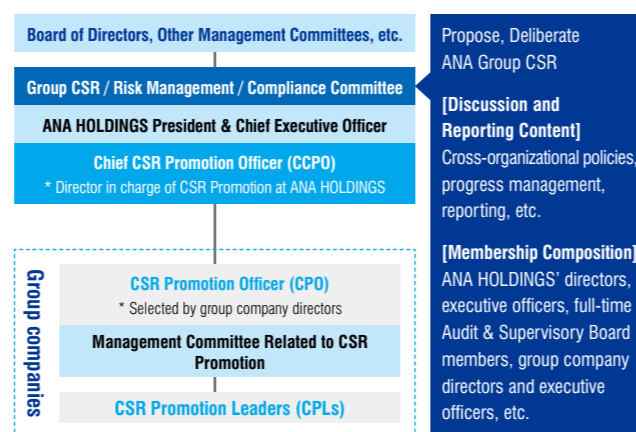 Board of Directors, Other Management Committees, etc.
Group CSR / Risk Management / Compliance Committee
ANA HOLDINGS President & Chief Executive Officer
Chief CSR Promotion Officer (CCPO)
* Director in charge of CSR Promotion at ANA HOLDINGS
Group companies
CSR Promotion Officer (CPO)
* Selected by group company directors
Management Committee Related to CSR
Promotion
CSR Promotion Leaders (CPLs)
Propose, Deliberate
ANA Group CSR
[Discussion and
Reporting Content]
Cross-organizational policies,
progress management,
reporting, etc.
[Membership Composition]
ANA HOLDINGS’ directors,
executive officers, full-time
Audit & Supervisory Board
members, group company
directors and executive
officers, etc.